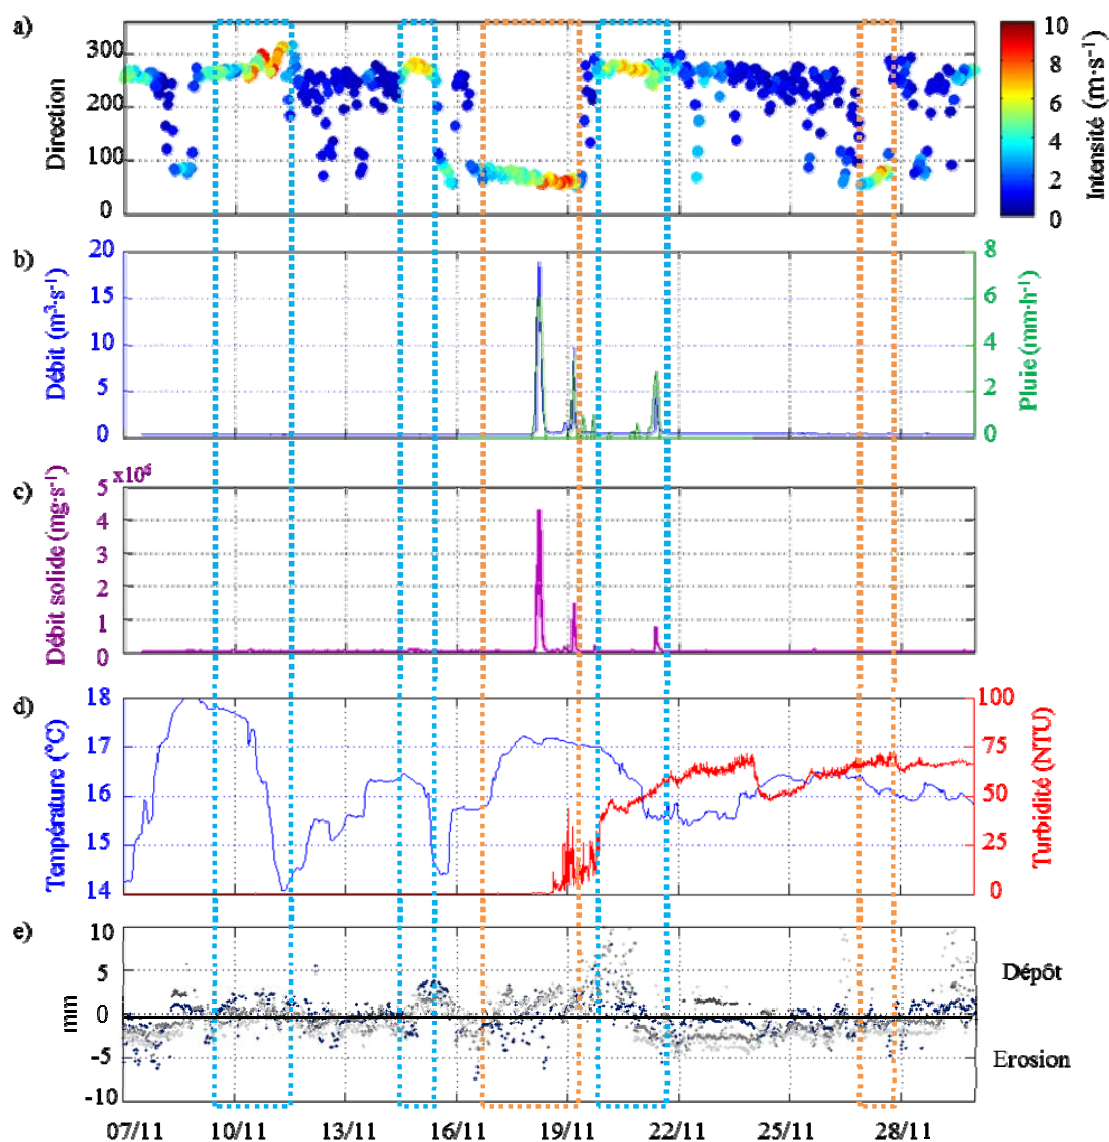 a)
Direction
300
200
100
0
10
8
6
4
2
0
Intensité (m·s-1)
b)
Débit (m3·s-1)
20
15
10
5
0
8
6
4
2
0
Pluie (mm·h-1)
c)
Débit solide (mg·s-1)
x10^6
5
4
3
2
1
0
d)
Température (°C)
18
17
16
15
14
100
75
50
25
0
Turbidité (NTU)
e)
mm
10
5
0
-5
-10
Dépôt
Erosion
07/11 10/11 13/11 16/11 19/11 22/11 25/11 28/11